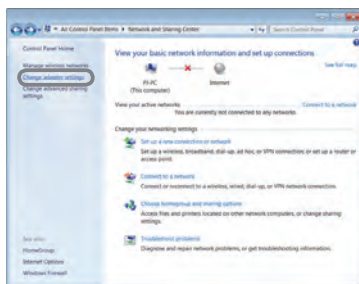 « All Control Panel Items ▸ Network and Sharing Center
Search Control Panel
Control Panel Home
Manage wireless networks
Change adapter settings
Change advanced sharing
settings
View your basic network information and set up connections
See full map
(This computer)
Internet
View your active networks
Connect to a network
You are currently not connected to any networks.
Change your networking settings
Set up a new connection or network
Set up a wireless, broadband, dial-up, ad hoc, or VPN connection; or set up a router or
access point.
Connect to a network
Connect or reconnect to a wireless, wired, dial-up, or VPN network connection.
Choose homegroup and sharing options
Access files and printers located on other network computers, or change sharing
settings.
Troubleshoot problems
Diagnose and repair network problems, or get troubleshooting information.
See also
HomeGroup
Internet Options
Windows Firewall